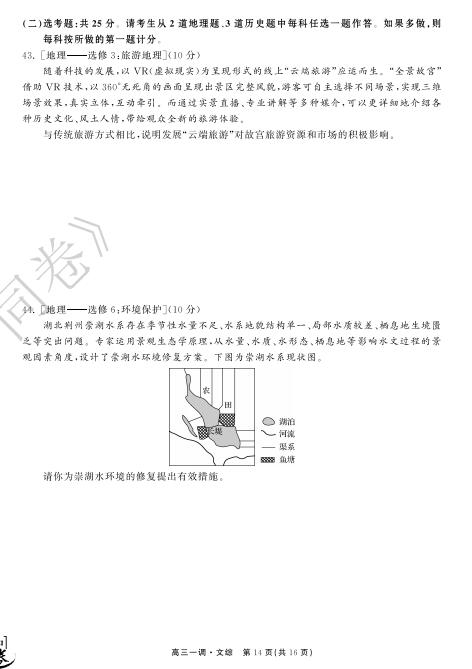 (二)选考题:共25分。请考生从2道地理题、3道历史题中每科任选一题作答。如果多做,则
每科按所做的第一题计分。
43. [地理——选修3:旅游地理](10分)
随着科技的发展,以VR(虚拟现实)为呈现形式的线上“云端旅游”应运而生。“全景故宫”
借助VR技术,以360°无死角的画面呈现出景区完整风貌,游客可自主选择不同场景,实现三维
场景效果,真实立体,互动牵引。而通过实景直播、专业讲解等多种媒介,可以更详细地介绍各
种历史文化、风土人情,带给观众全新的旅游体验。
与传统旅游方式相比,说明发展“云端旅游”对故宫旅游资源和市场的积极影响。
同卷》
44. [地理——选修6:环境保护](10分)
湖北荆州崇湖水系存在季节性水量不足、水系地貌结构单一、局部水质较差、栖息地生境匮
乏等突出问题。专家运用景观生态学原理,从水量、水质、水形态、栖息地等影响水文过程的景
观因素角度,设计了崇湖水环境修复方案。下图为崇湖水系现状图。
农
田
长堤
湖泊
河流
渠系
鱼塘
请你为崇湖水环境的修复提出有效措施。
卷
高三一调·文综 第14页(共16页)